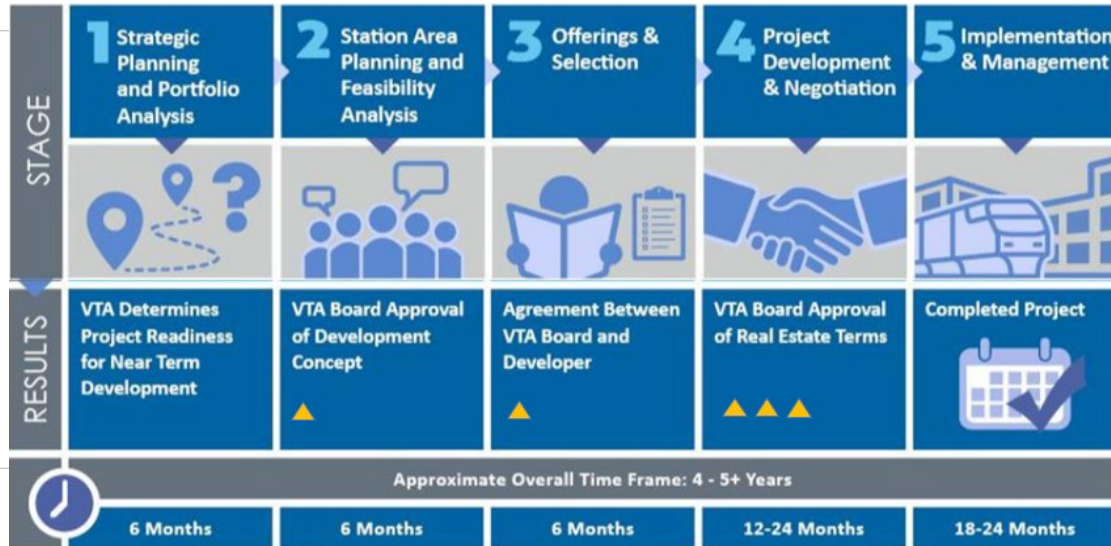 STAGE
1 Strategic
Planning
and Portfolio
Analysis
2 Station Area
Planning and
Feasibility
Analysis
3 Offerings &
Selection
4 Project
Development
& Negotiation
5 Implementation
& Management
?
RESULTS
VTA Determines
Project Readiness
for Near Term
Development
VTA Board Approval
of Development
Concept
Agreement Between
VTA Board and
Developer
VTA Board Approval
of Real Estate Terms
Completed Project
Approximate Overall Time Frame: 4 - 5+ Years
6 Months
6 Months
6 Months
12-24 Months
18-24 Months